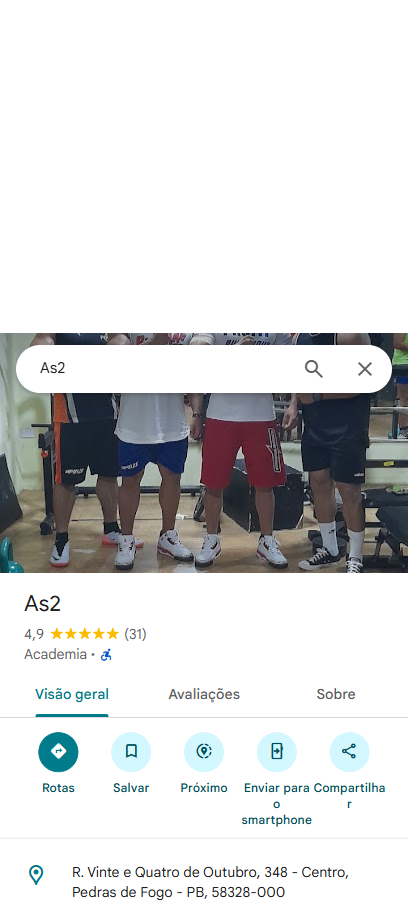 As2
As2
4,9 (31)
Academia •
Visão geral Avaliações Sobre
Rotas Salvar Próximo Enviar para o smartphone Compartilhar
R. Vinte e Quatro de Outubro, 348 - Centro,
Pedras de Fogo - PB, 58328-000